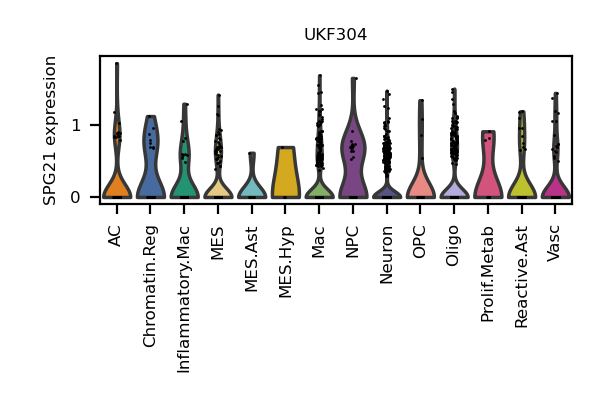 UKF304
SPG21 expression
1
0
AC
Chromatin.Reg
Inflammatory.Mac
MES
MES.Ast
MES.Hyp
Mac
NPC
Neuron
OPC
Oligo
Prolif.Metab
Reactive.Ast
Vasc